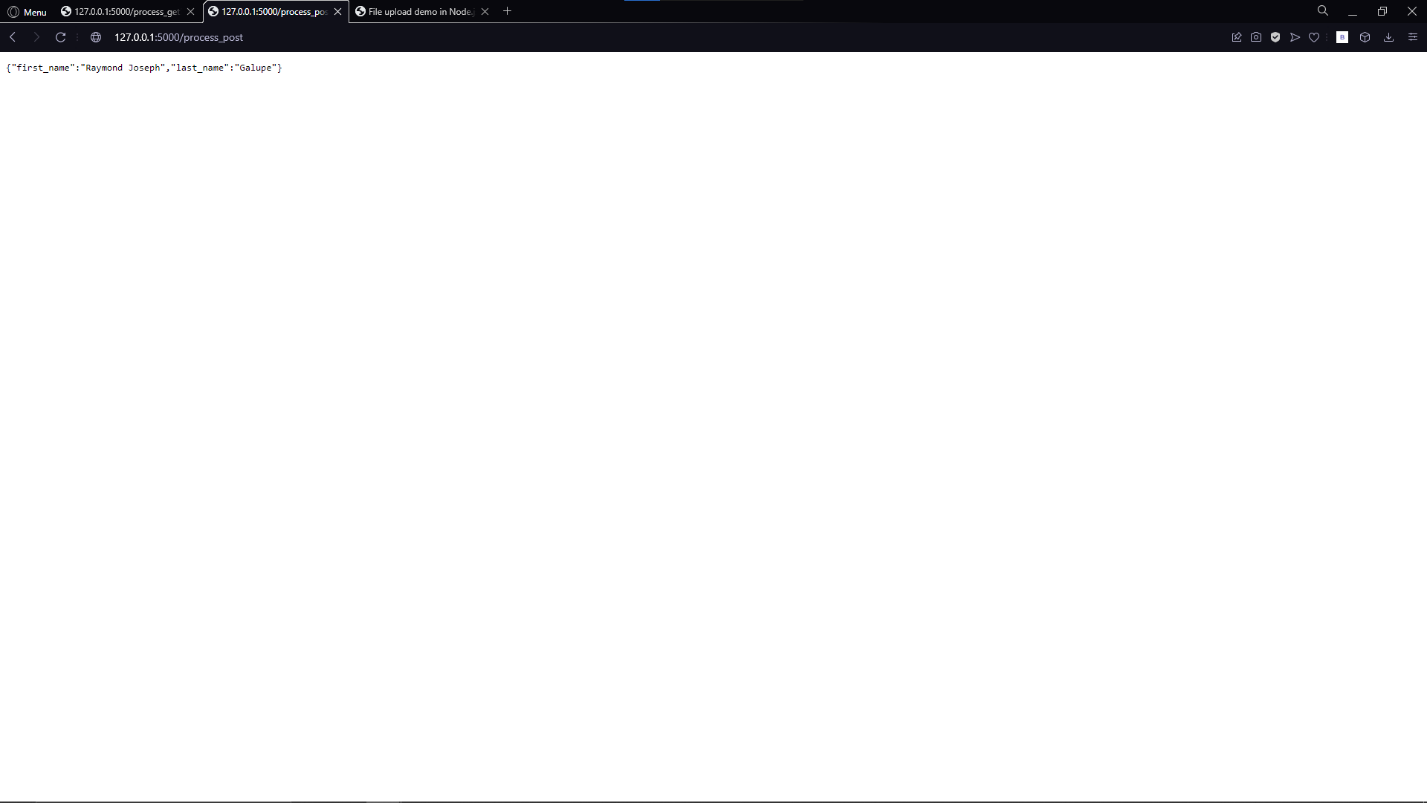 Menu
127.0.0.1:5000/process_get
127.0.0.1:5000/process_pos
File upload demo in Node.j
127.0.0.1:5000/process_post
{"first_name":"Raymond Joseph","last_name":"Galupe"}